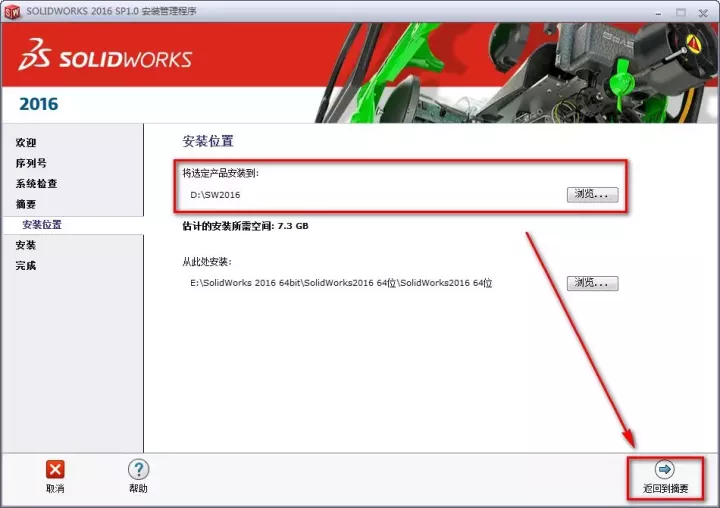 SOLIDWORKS 2016 SP1.0 安装管理程序
SOLIDWORKS
2016
欢迎
序列号
系统检查
摘要
安装位置
安装
完成
安装位置
将选定产品安装到:
D:\SW2016
浏览...
估计的安装所需空间: 7.3 GB
从此处安装:
E:\SolidWorks 2016 64bit\SolidWorks2016 64位\SolidWorks2016 64位
浏览...
取消
帮助
返回到摘要